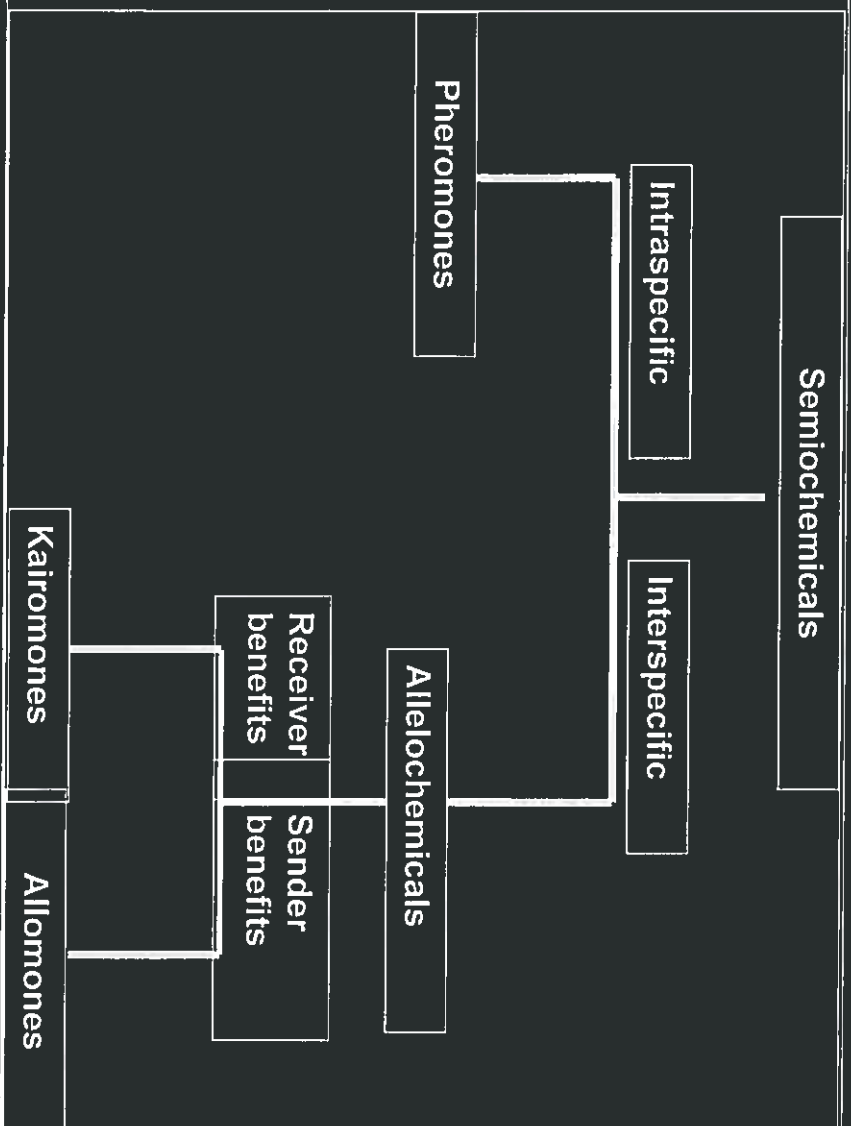 Semiochemicals
Intraspecific
Interspecific
Pheromones
Allelochemicals
Receiver
benefits
Sender
benefits
Kairomones
Allomones